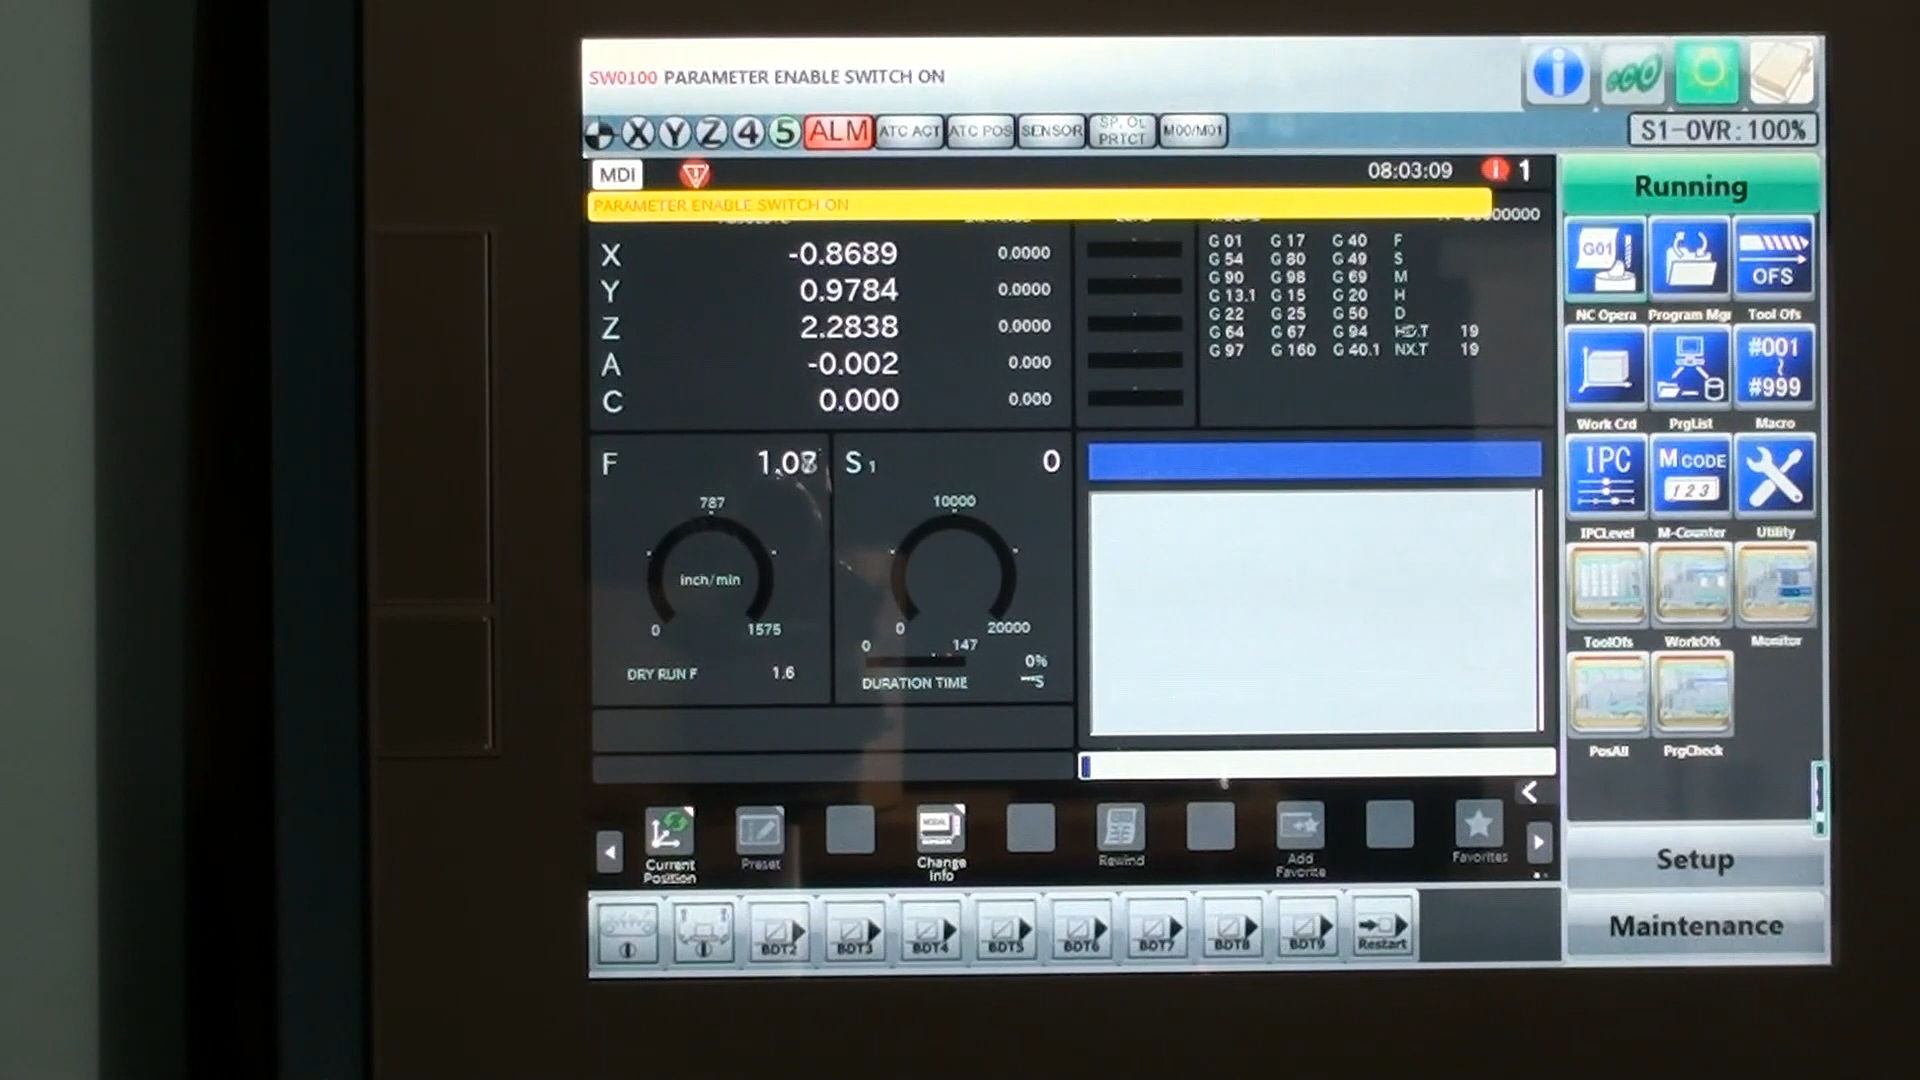 SW0100 PARAMETER ENABLE SWITCH ON
X Y Z 4 5 ALM ATC ACT ATC POS SENSOR SP. OL PRTCT M00/M01 S1-OVR:100%
MDI 08:03:09 1
PARAMETER ENABLE SWITCH ON
X -0.8689 0.0000
Y 0.9784 0.0000
Z 2.2838 0.0000
A -0.002 0.000
C 0.000 0.000
G 01 G 17 G 40 F
G 54 G 80 G 49 S
G 90 G 98 G 69 M
G 13.1 G 15 G 20 H
G 22 G 25 G 50 D
G 64 G 67 G 94 HD.T 19
G 97 G 160 G 40.1 NX.T 19
F S 1 0
787
inch/min
0 1575
DRY RUN F 1.6
10000
0 20000
0 147
0%
DURATION TIME S
Running
G01 OFS
NC Opera Program Mgr Tool Ofs
#001 ~ #999
Work Crd PrgList Macro
IPC M CODE 123
IPCLevel M-Counter Utility
ToolOfs WorkOfs Monitor
PosAll PrgCheck
Setup
Maintenance
Current Position Preset Change Info Rewind Add Favorite Favorites
BDT2 BDT3 BDT4 BDT5 BDT6 BDT7 BDT8 BDT9 Restart